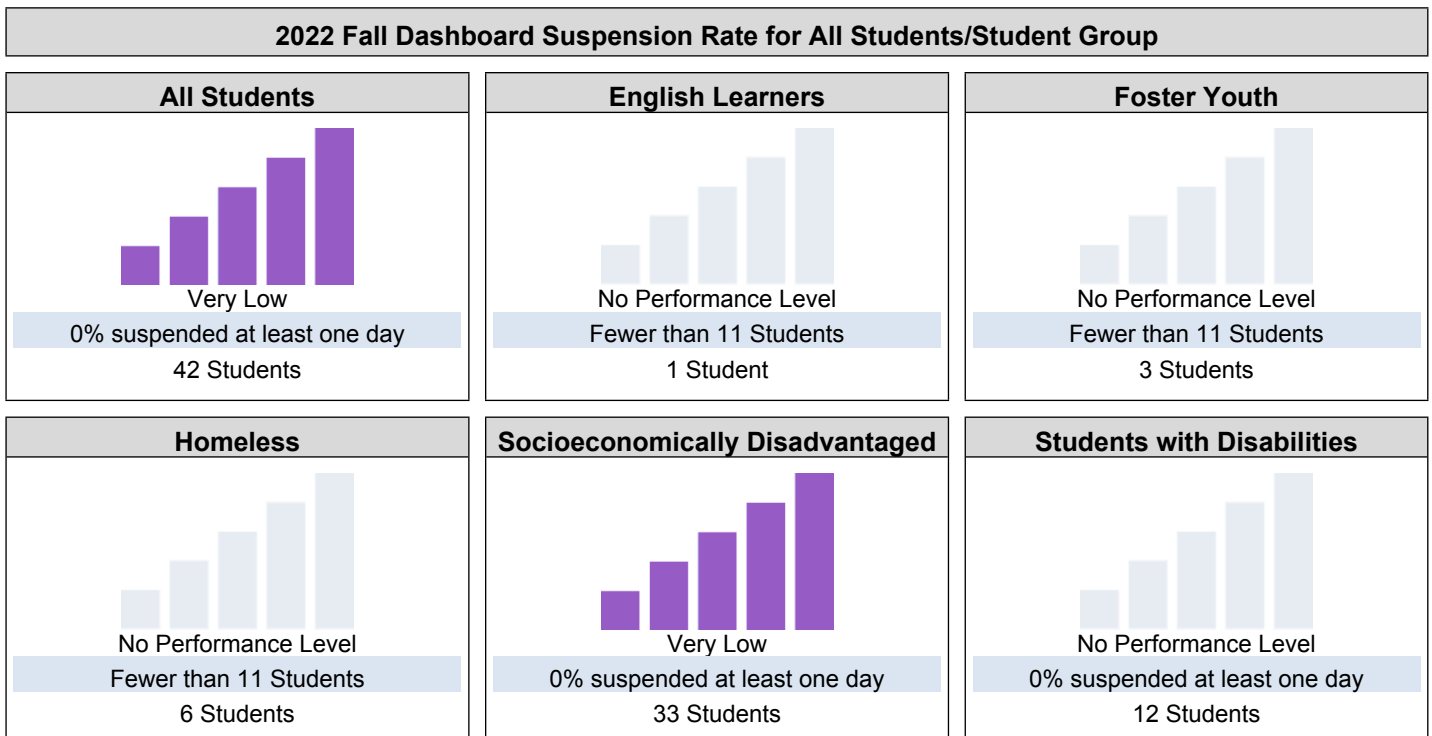 2022 Fall Dashboard Suspension Rate for All Students/Student Group
All Students
Very Low
0% suspended at least one day
42 Students
English Learners
No Performance Level
Fewer than 11 Students
1 Student
Foster Youth
No Performance Level
Fewer than 11 Students
3 Students
Homeless
No Performance Level
Fewer than 11 Students
6 Students
Socioeconomically Disadvantaged
Very Low
0% suspended at least one day
33 Students
Students with Disabilities
No Performance Level
0% suspended at least one day
12 Students